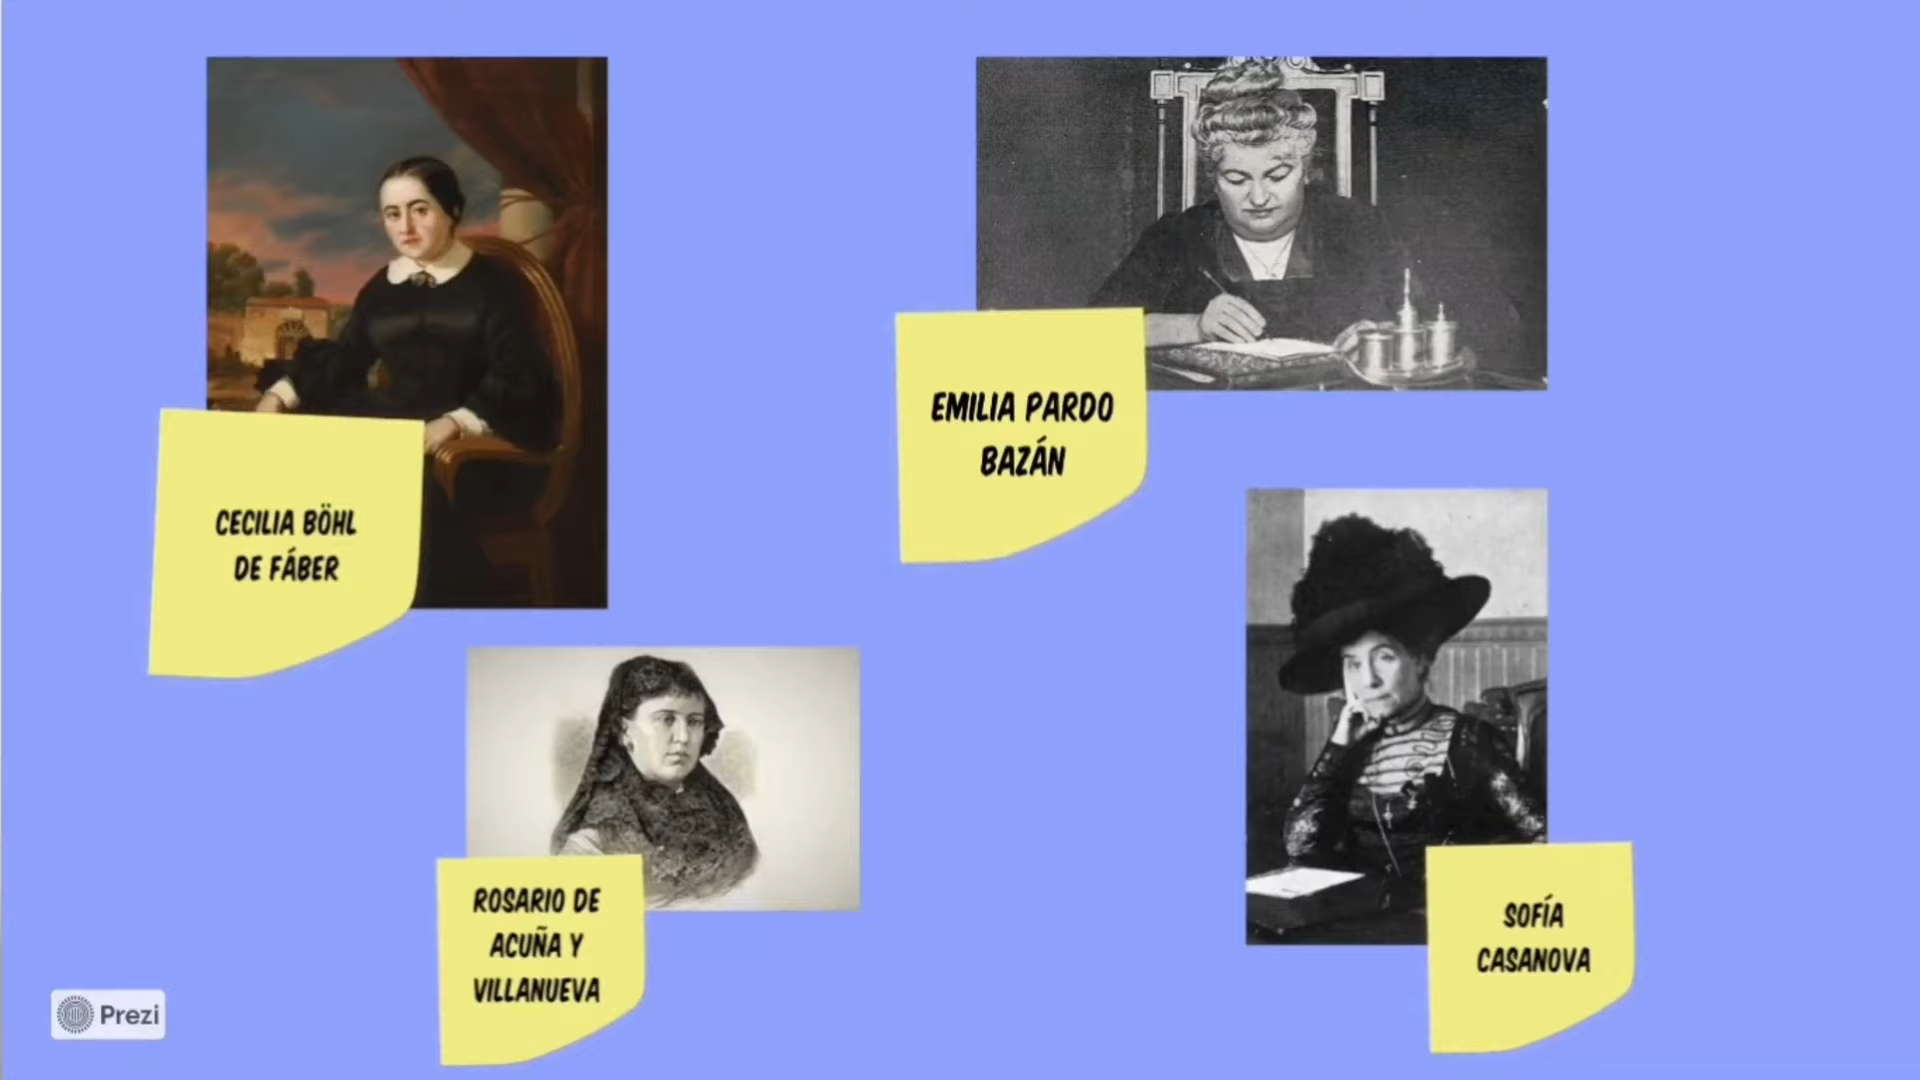 CECILIA BÖHL
DE FÁBER
EMILIA PARDO
BAZÁN
ROSARIO DE
ACUÑA Y
VILLANUEVA
SOFÍA
CASANOVA
Prezi